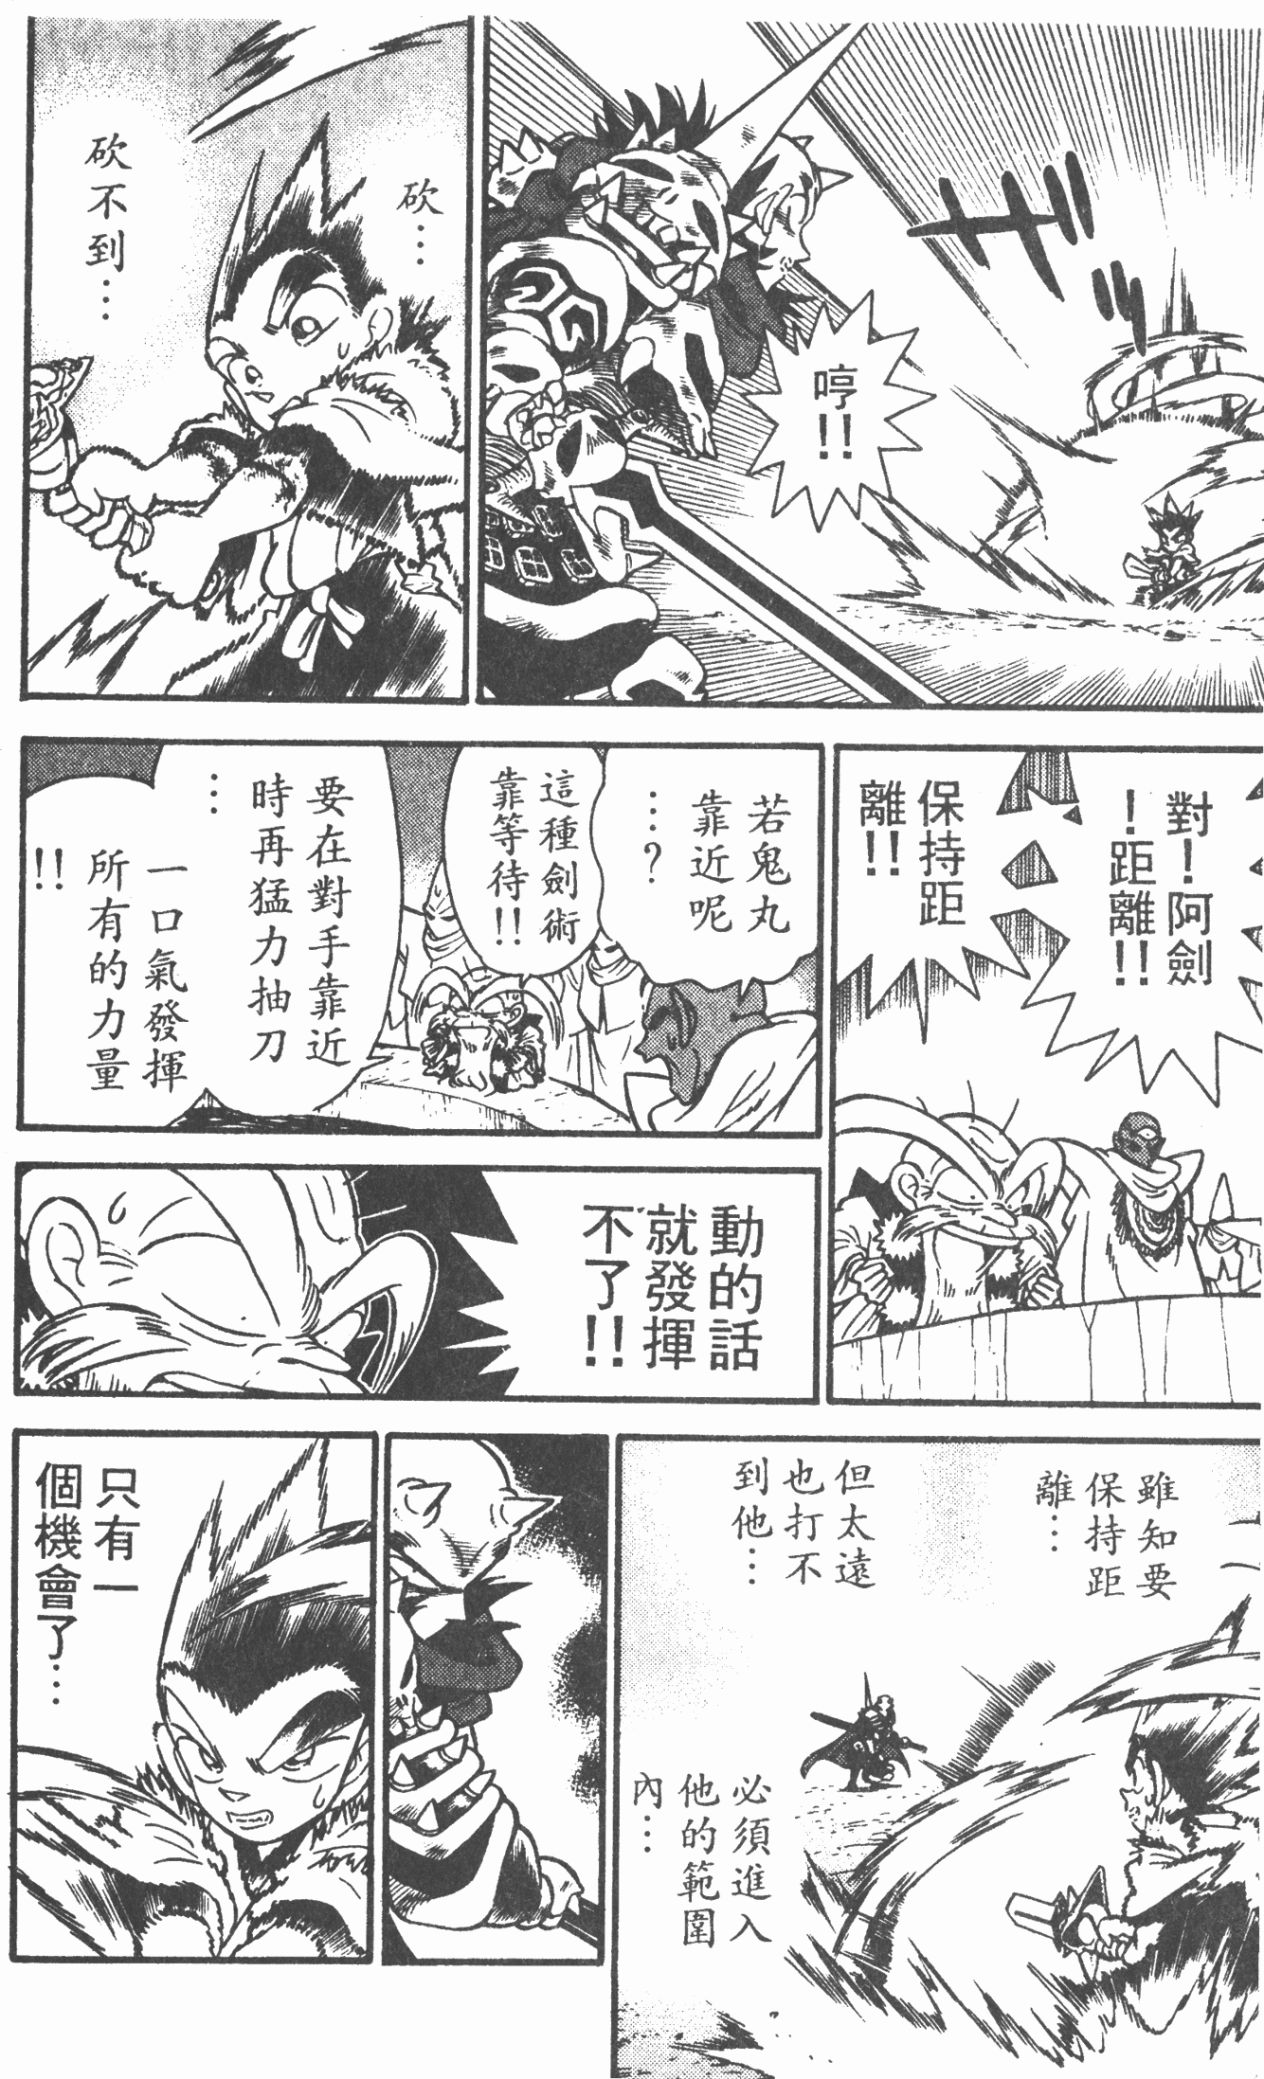 哼!!
砍…
砍不到…
對!阿劍
!距離!!
保持距
離!!
若鬼丸
靠近呢
…?
這種劍術
靠等待!!
要在對手靠近
時再猛力抽刀
…
一口氣發揮
所有的力量
!!
動的話
就發揮
不了!!
雖知要
保持距
離…
但太遠
也打不
到他…
必須進入
他的範圍
內…
只有一
個機會了…